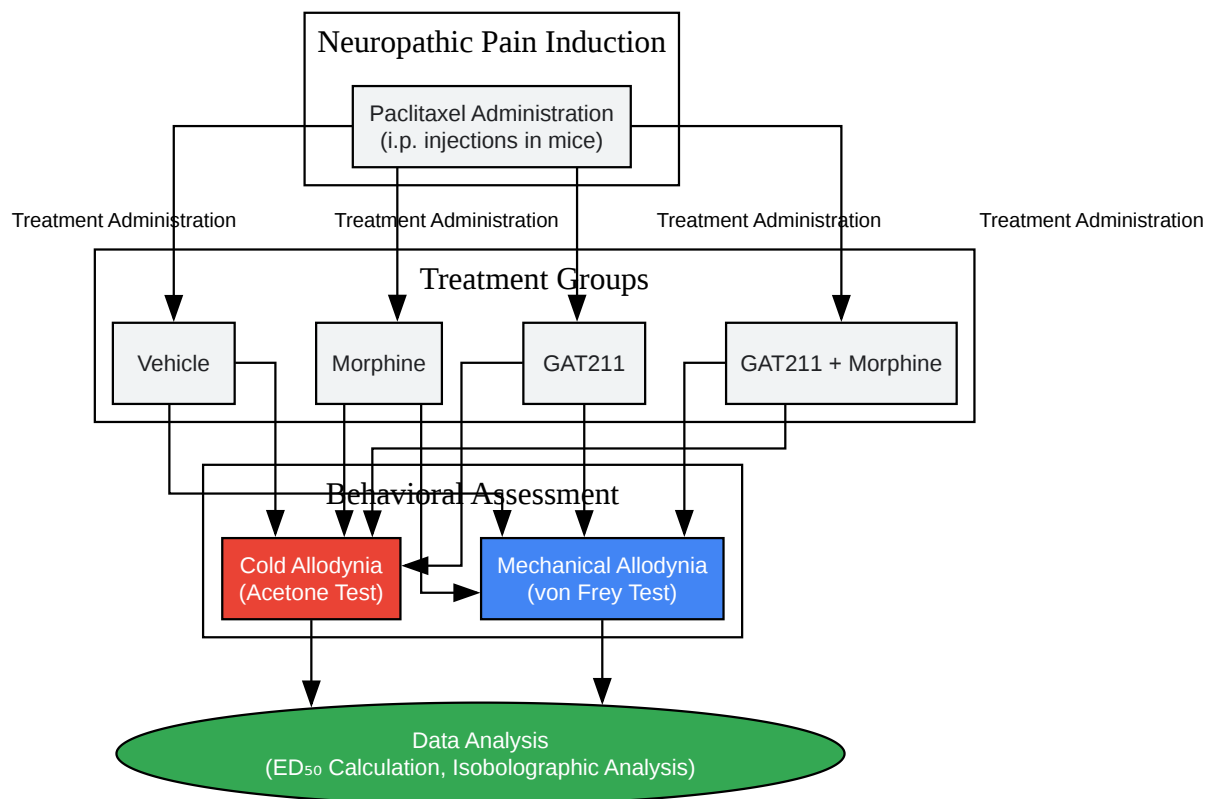 Neuropathic Pain Induction
Paclitaxel Administration
(i.p. injections in mice)
Treatment Administration
Treatment Administration
Treatment Administration
Treatment Administration
Treatment Groups
Vehicle
Morphine
GAT211
GAT211 + Morphine
Behavioral Assessment
Cold Allodynia
(Acetone Test)
Mechanical Allodynia
(von Frey Test)
Data Analysis
(ED₅₀ Calculation, Isobolographic Analysis)